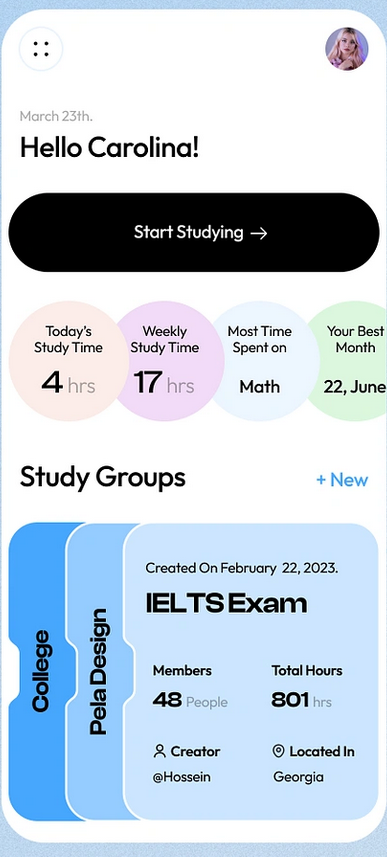 March 23th.
Hello Carolina!
Start Studying →
Today's
Study Time
4 hrs
Weekly
Study Time
17 hrs
Most Time
Spent on
Math
Your Best
Month
22, June
Study Groups
+ New
College
Pela Design
Created On February 22, 2023.
IELTS Exam
Members
48 People
Total Hours
801 hrs
Creator
@Hossein
Located In
Georgia